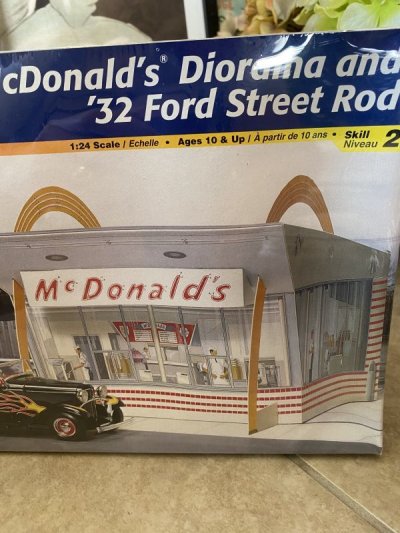 cDonald's® Diorama and
'32 Ford Street Rod
1:24 Scale / Echelle • Ages 10 & Up / À partir de 10 ans • Skill
Niveau 2
McDonald's